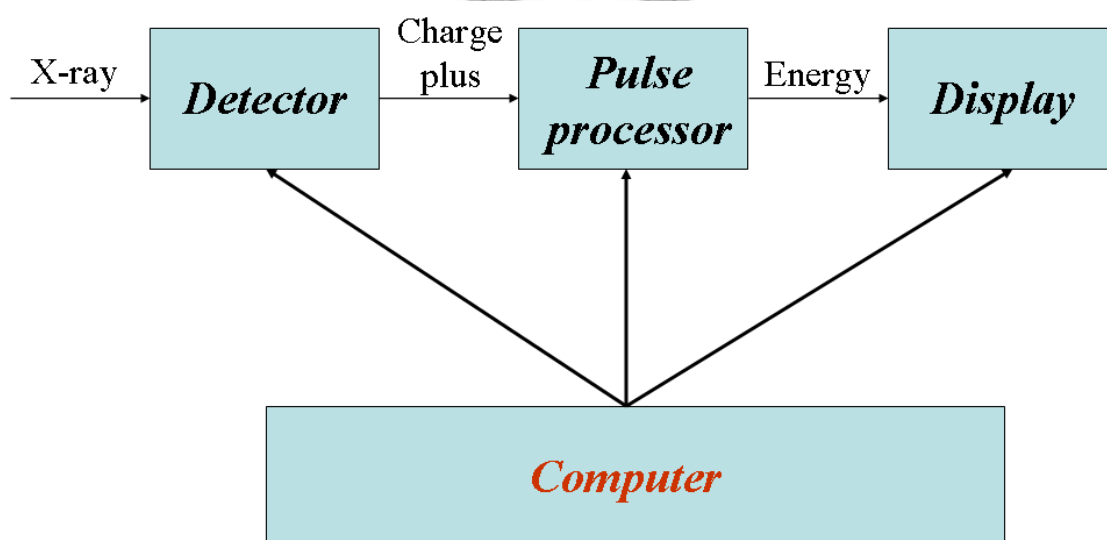 X-ray
Detector
Charge
plus
Pulse
processor
Energy
Display
Computer